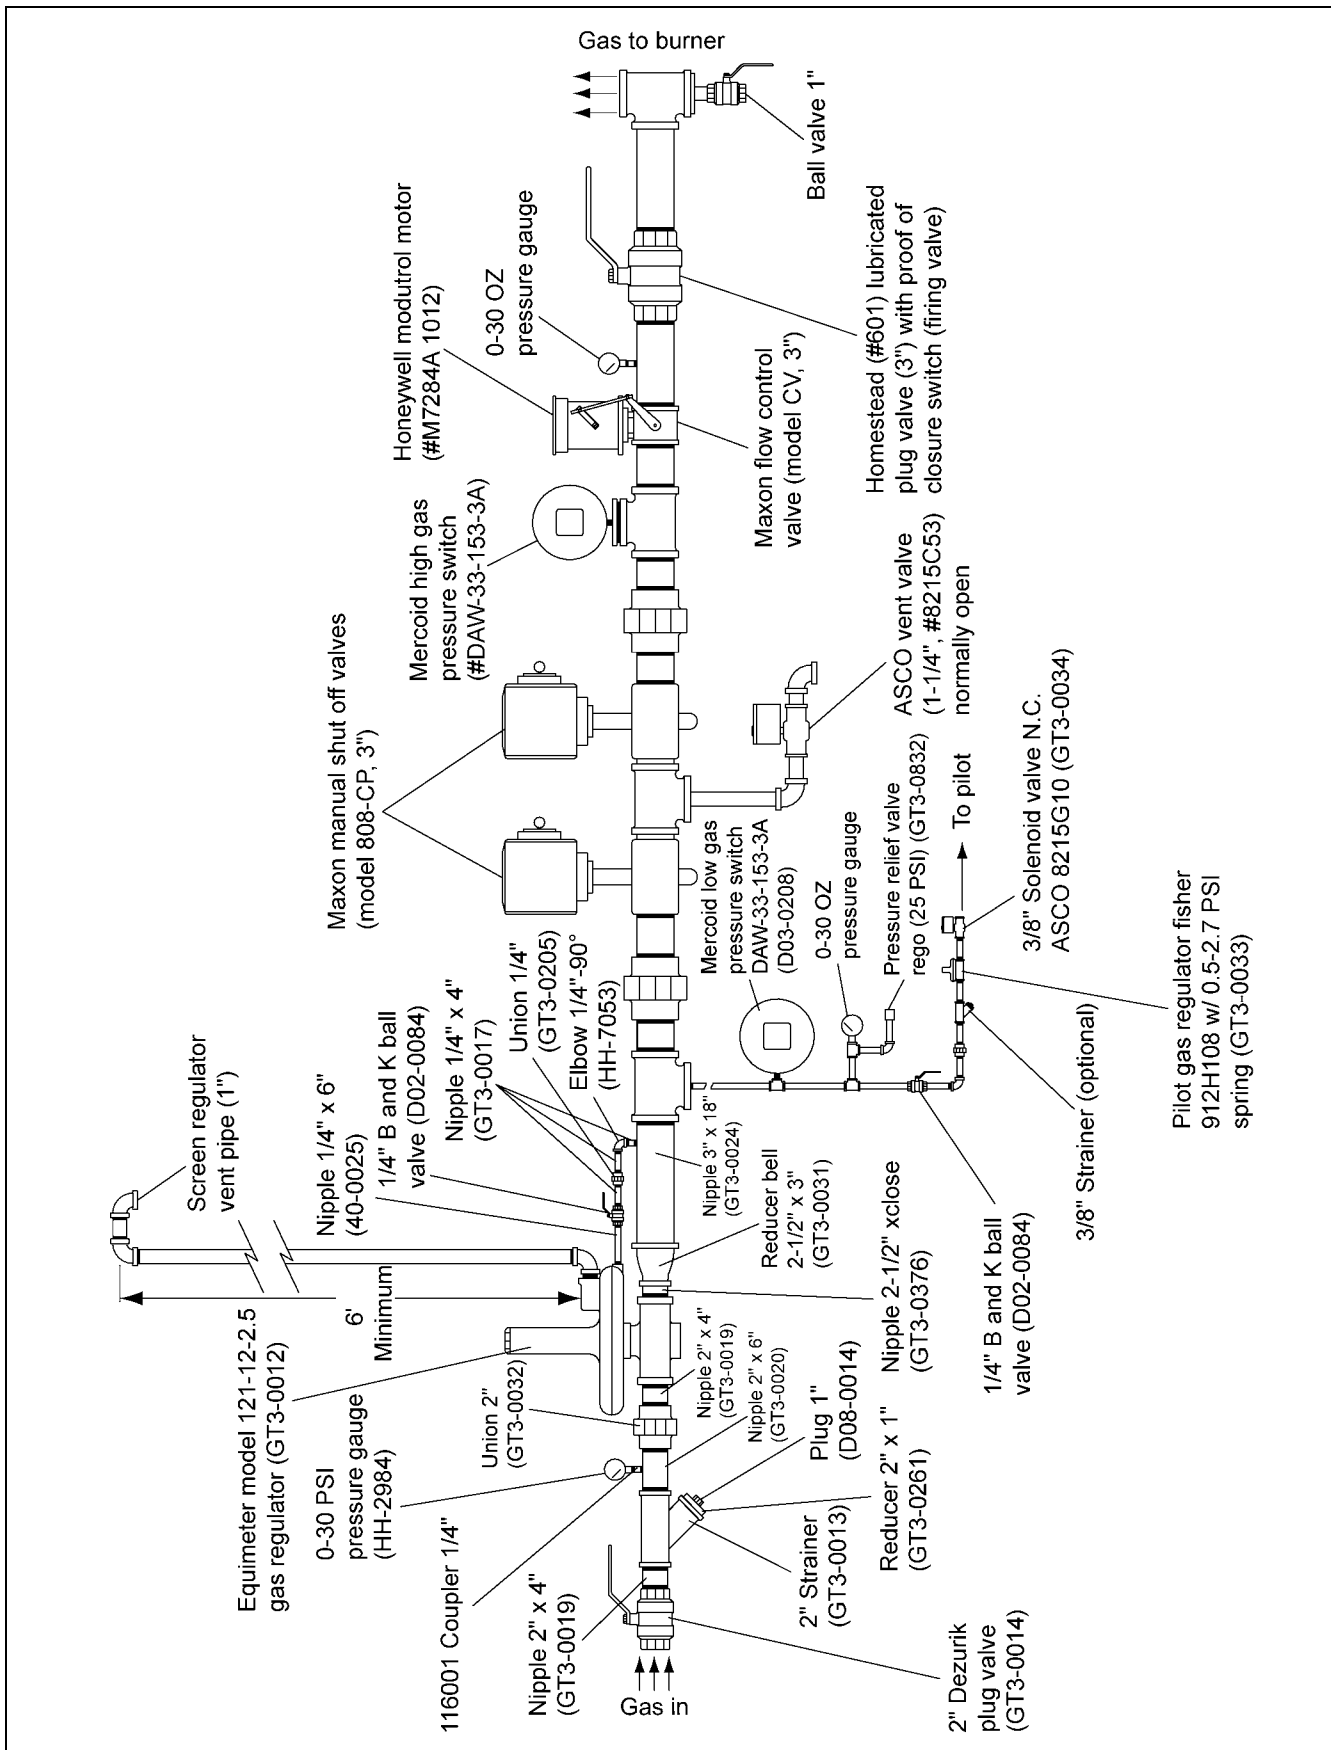 Gas to burner
Ball valve 1"
Honeywell modutrol motor
(#M7284A 1012)
0-30 OZ
pressure gauge
Homestead (#601) lubricated
plug valve (3") with proof of
closure switch (firing valve)
Maxon flow control
valve (model CV, 3")
Mercoid high gas
pressure switch
(#DAW-33-153-3A)
ASCO vent valve
(1-1/4", #8215C53)
normally open
Maxon manual shut off valves
(model 808-CP, 3")
Mercoid low gas
pressure switch
DAW-33-153-3A
(D03-0208)
0-30 OZ
pressure gauge
Pressure relief valve
rego (25 PSI) (GT3-0832)
To pilot
3/8" Solenoid valve N.C.
ASCO 8215G10 (GT3-0034)
Pilot gas regulator fisher
912H108 w/ 0.5-2.7 PSI
spring (GT3-0033)
3/8" Strainer (optional)
1/4" B and K ball
valve (D02-0084)
Screen regulator
vent pipe (1")
Nipple 1/4" x 6"
(40-0025)
1/4" B and K ball
valve (D02-0084)
Nipple 1/4" x 4"
(GT3-0017)
Union 1/4"
(GT3-0205)
Elbow 1/4"-90°
(HH-7053)
Nipple 3" x 18"
(GT3-0024)
Reducer bell
2-1/2" x 3"
(GT3-0031)
Nipple 2-1/2" xclose
(GT3-0376)
6'
Minimum
Equimeter model 121-12-2.5
gas regulator (GT3-0012)
0-30 PSI
pressure gauge
(HH-2984)
Union 2"
(GT3-0032)
Nipple 2" x 4"
(GT3-0019)
Nipple 2" x 6"
(GT3-0020)
Plug 1"
(D08-0014)
Reducer 2" x 1"
(GT3-0261)
2" Strainer
(GT3-0013)
116001 Coupler 1/4"
Nipple 2" x 4"
(GT3-0019)
2" Dezurik
plug valve
(GT3-0014)
Gas in